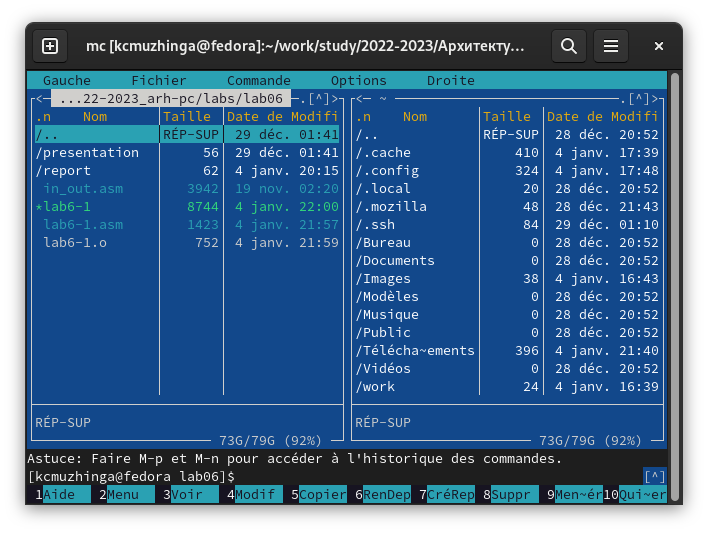 mc [kcmuzhinga@fedora]:~/work/study/2022-2023/Архитекту...
Gauche Fichier Commande Options Droite
<─ ...22-2023_arh-pc/labs/lab06 ─.[^]> <─ ~ ─.[^]>
.n Nom Taille Date de Modifi .n Nom Taille Date de Modifi
/.. RÉP-SUP 29 déc. 01:41 /.. RÉP-SUP 28 déc. 20:52
/presentation 56 29 déc. 01:41 /.cache 410 4 janv. 17:39
/report 62 4 janv. 20:15 /.config 324 4 janv. 17:48
in_out.asm 3942 19 nov. 02:20 /.local 20 28 déc. 20:52
*lab6-1 8744 4 janv. 22:00 /.mozilla 48 28 déc. 21:43
lab6-1.asm 1423 4 janv. 21:57 /.ssh 84 29 déc. 01:10
lab6-1.o 752 4 janv. 21:59 /Bureau 0 28 déc. 20:52
/Documents 0 28 déc. 20:52
/Images 38 4 janv. 16:43
/Modèles 0 28 déc. 20:52
/Musique 0 28 déc. 20:52
/Public 0 28 déc. 20:52
/Télécha~ements 396 4 janv. 21:40
/Vidéos 0 28 déc. 20:52
/work 24 4 janv. 16:39
RÉP-SUP RÉP-SUP
73G/79G (92%) 73G/79G (92%)
Astuce: Faire M-p et M-n pour accéder à l'historique des commandes.
[kcmuzhinga@fedora lab06]$ [^]
1Aide 2Menu 3Voir 4Modif 5Copier 6RenDep 7CréRep 8Suppr 9Men~ér 10Qui~er